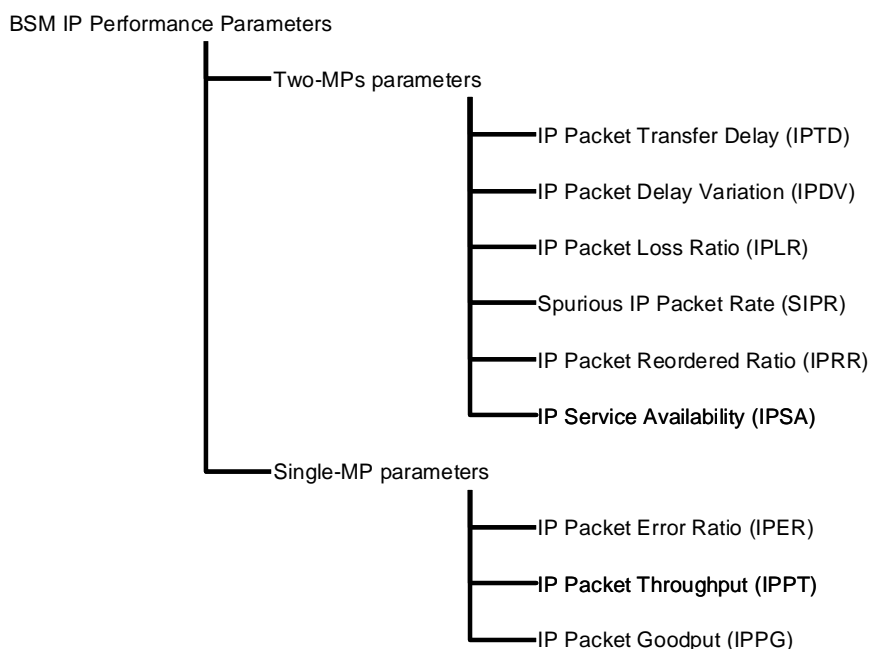 BSM IP Performance Parameters
Two-MPs parameters
IP Packet Transfer Delay (IPTD)
IP Packet Delay Variation (IPDV)
IP Packet Loss Ratio (IPLR)
Spurious IP Packet Rate (SIPR)
IP Packet Reordered Ratio (IPRR)
IP Service Availability (IPSA)
Single-MP parameters
IP Packet Error Ratio (IPER)
IP Packet Throughput (IPPT)
IP Packet Goodput (IPPG)